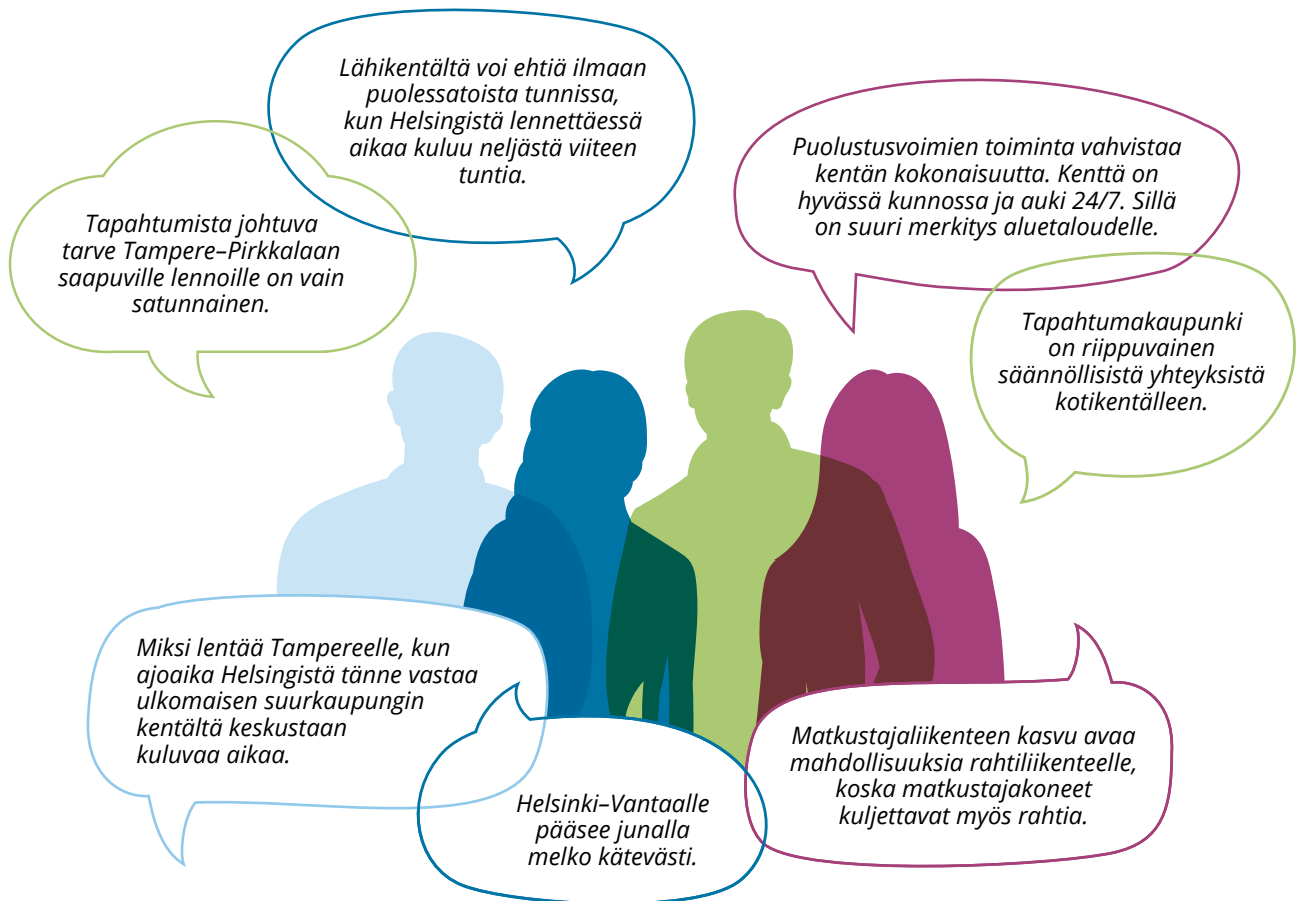 Lähikentältä voi ehtiä ilmaan
puolessatoista tunnissa,
kun Helsingistä lennettäessä
aikaa kuluu neljästä viiteen
tuntia.
Puolustusvoimien toiminta vahvistaa
kentän kokonaisuutta. Kenttä on
hyvässä kunnossa ja auki 24/7. Sillä
on suuri merkitys aluetaloudelle.
Tapahtumista johtuva
tarve Tampere–Pirkkalaan
saapuville lennoille on vain
satunnainen.
Tapahtumakaupunki
on riippuvainen
säännöllisistä yhteyksistä
kotikentälleen.
Miksi lentää Tampereelle, kun
ajoaika Helsingistä tänne vastaa
ulkomaisen suurkaupungin
kentältä keskustaan
kuluvaa aikaa.
Helsinki–Vantaalle
pääsee junalla
melko kätevästi.
Matkustajaliikenteen kasvu avaa
mahdollisuuksia rahtiliikenteelle,
koska matkustajakoneet
kuljettavat myös rahtia.